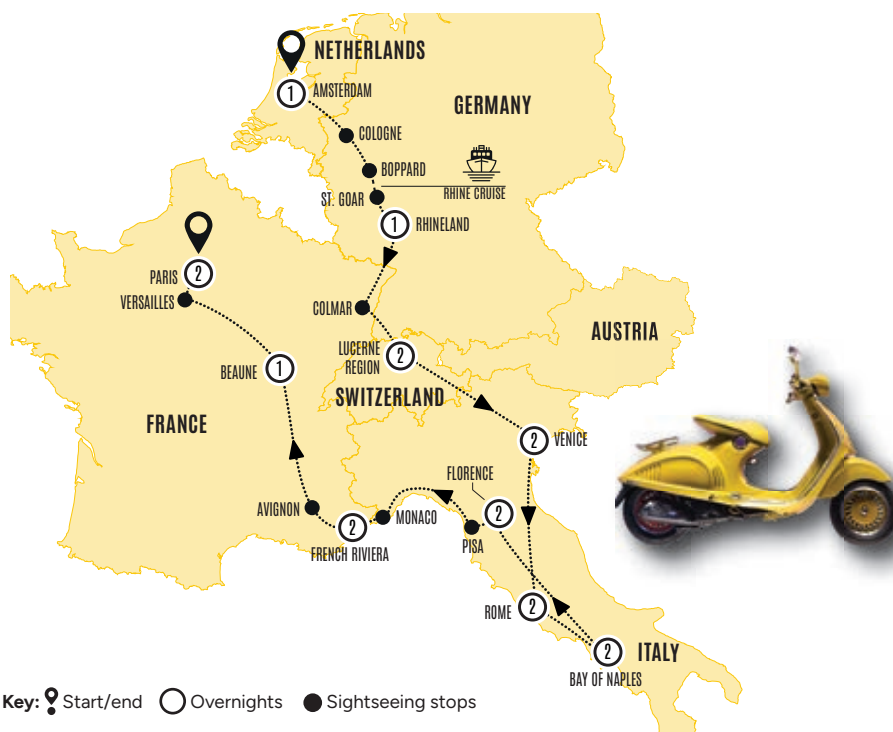 NETHERLANDS
1
AMSTERDAM
GERMANY
COLOGNE
BOPPARD
RHINE CRUISE
ST. GOAR
1
RHINELAND
PARIS
2
VERSAILLES
COLMAR
AUSTRIA
LUCERNE
REGION
2
BEAUNE
1
SWITZERLAND
FRANCE
2
VENICE
FLORENCE
2
AVIGNON
MONACO
2
FRENCH RIVIERA
PISA
ROME
2
2
ITALY
BAY OF NAPLES
Key: Start/end Overnights Sightseeing stops